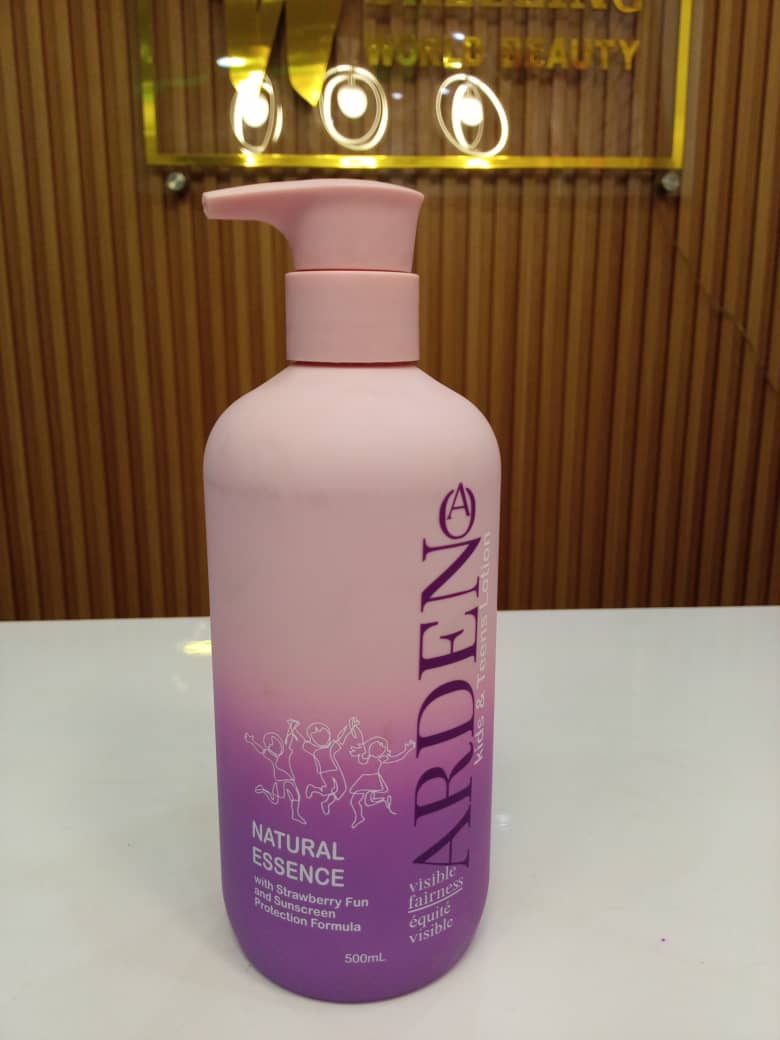 WORLD BEAUTY
ARDEN
kids & Teens Lotion
NATURAL
ESSENCE
with Strawberry Fun
and Sunscreen
Protection Formula
visible
fairness
équité
visible
500mL